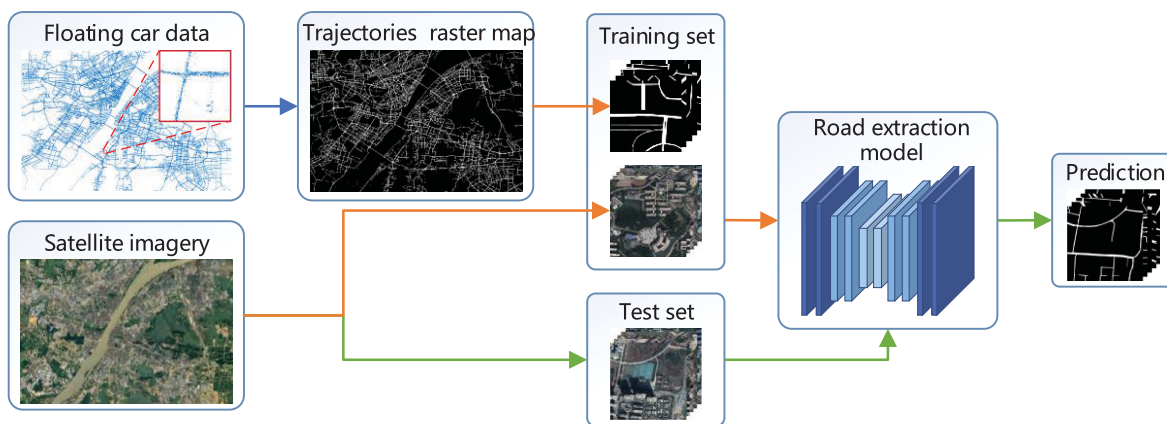 Floating car data
Trajectories raster map
Training set
Road extraction
model
Prediction
Satellite imagery
Test set